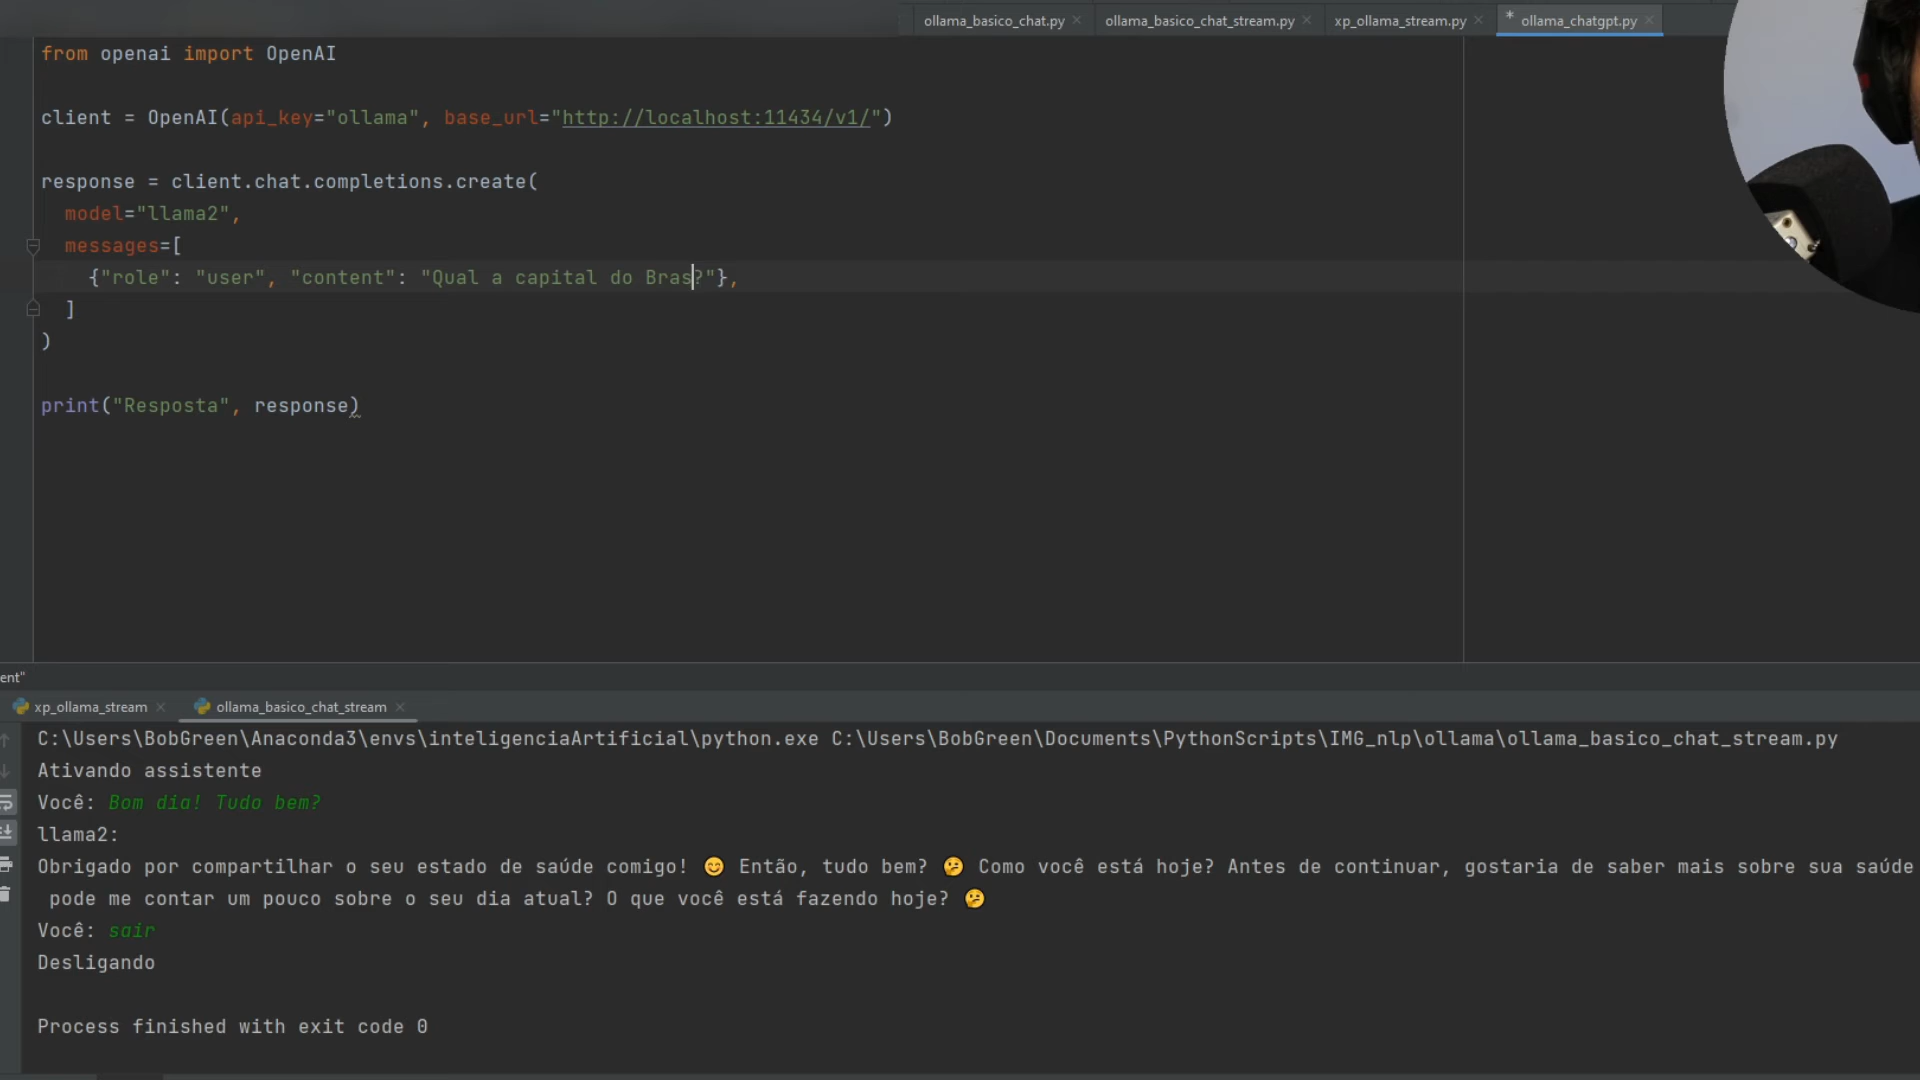 ollama_basico_chat.py ollama_basico_chat_stream.py xp_ollama_stream.py * ollama_chatgpt.py
from openai import OpenAI
client = OpenAI(api_key="ollama", base_url="http://localhost:11434/v1/")
response = client.chat.completions.create(
model="llama2",
messages=[
{"role": "user", "content": "Qual a capital do Bras?"},
]
)
print("Resposta", response)
ent"
xp_ollama_stream ollama_basico_chat_stream
C:\Users\BobGreen\Anaconda3\envs\inteligenciaArtificial\python.exe C:\Users\BobGreen\Documents\PythonScripts\IMG_nlp\ollama\ollama_basico_chat_stream.py
Ativando assistente
Você: Bom dia! Tudo bem?
llama2:
Obrigado por compartilhar o seu estado de saúde comigo! 😊 Então, tudo bem? 🤔 Como você está hoje? Antes de continuar, gostaria de saber mais sobre sua saúde
pode me contar um pouco sobre o seu dia atual? O que você está fazendo hoje? 🤔
Você: sair
Desligando
Process finished with exit code 0